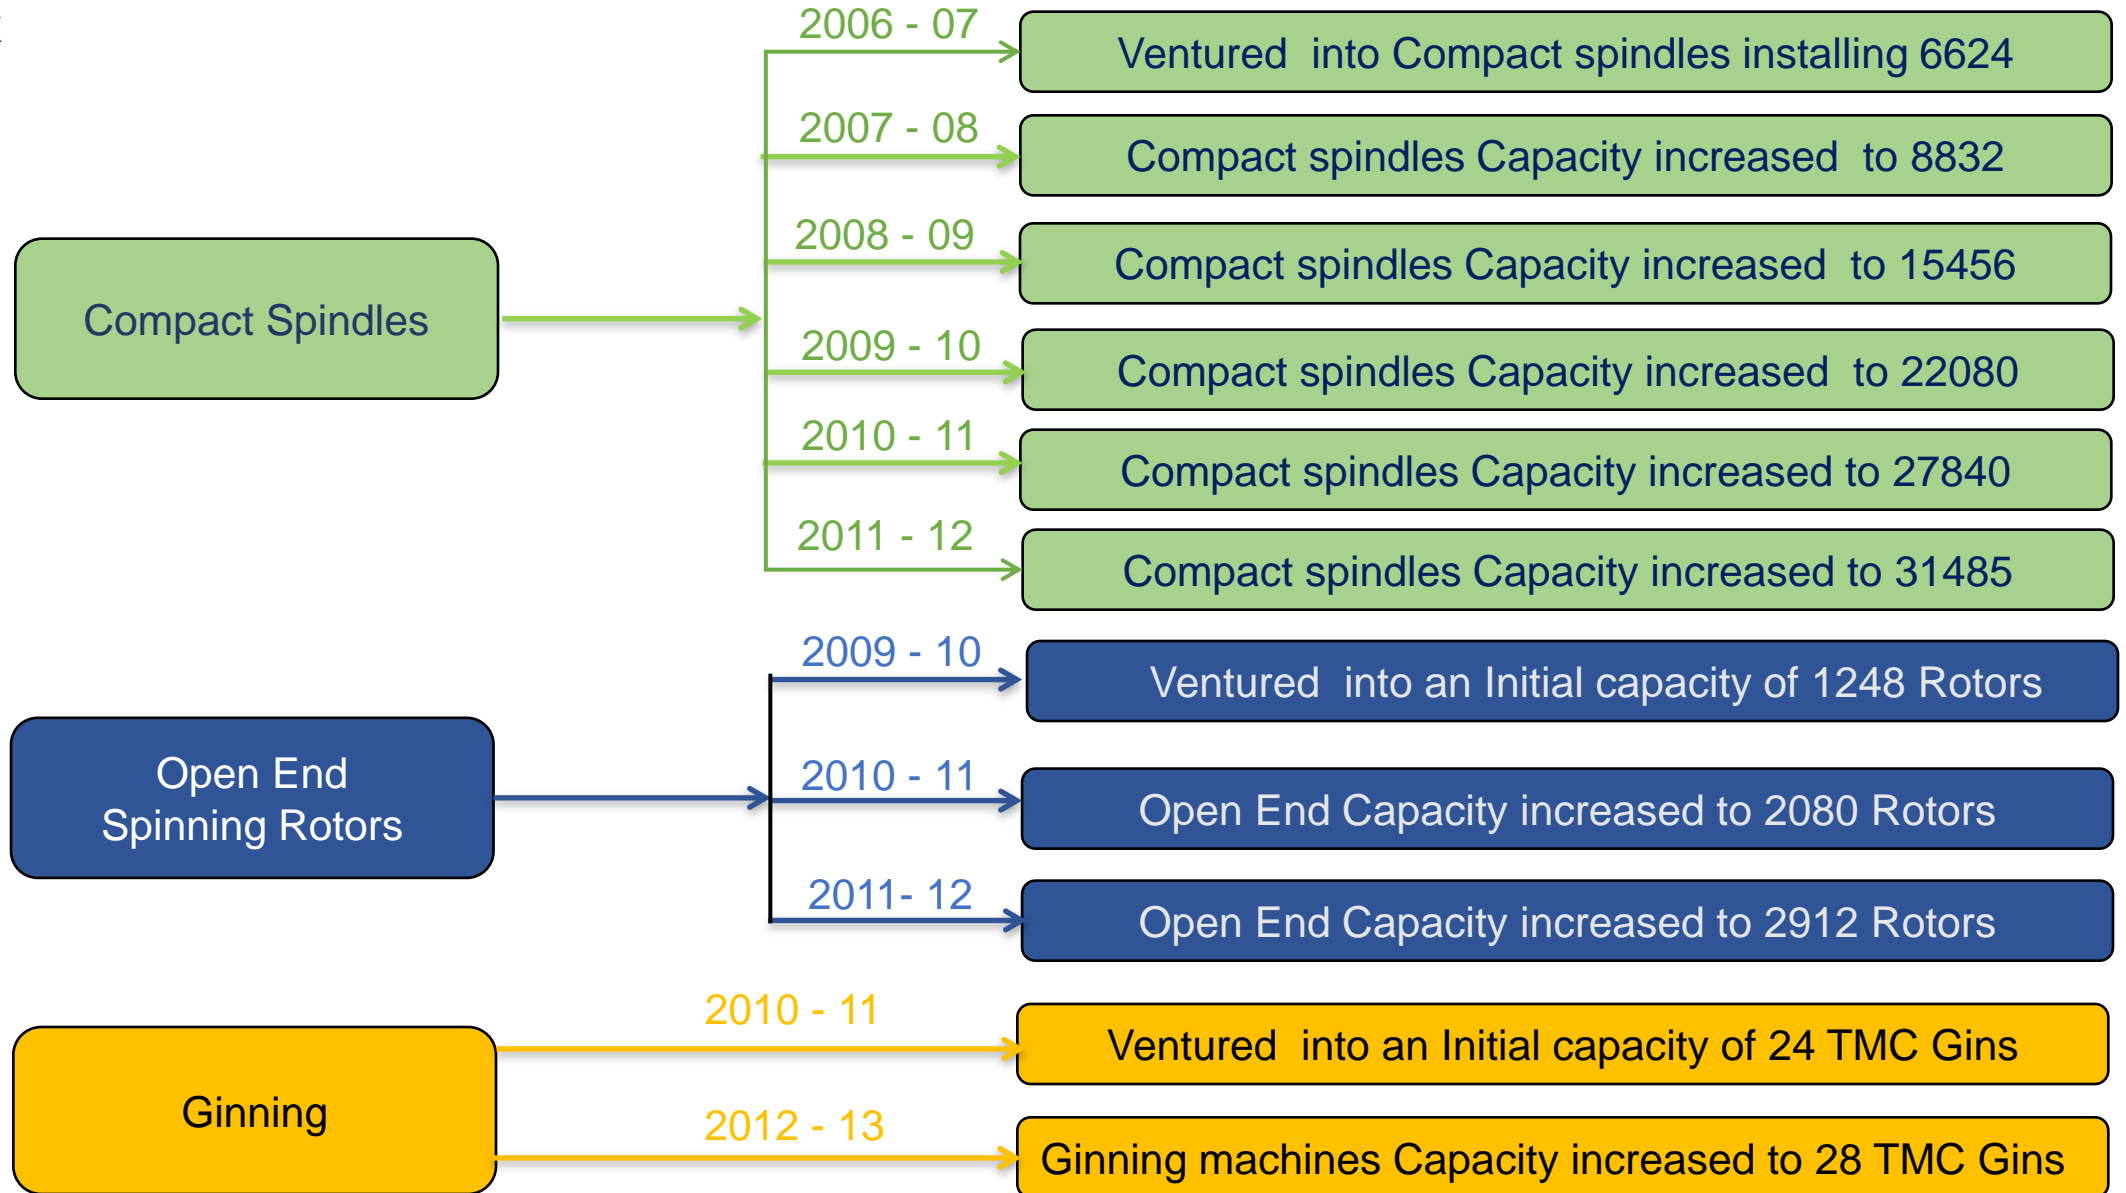 Compact Spindles
2006 - 07
Ventured into Compact spindles installing 6624
2007 - 08
Compact spindles Capacity increased to 8832
2008 - 09
Compact spindles Capacity increased to 15456
2009 - 10
Compact spindles Capacity increased to 22080
2010 - 11
Compact spindles Capacity increased to 27840
2011 - 12
Compact spindles Capacity increased to 31485
Open End
Spinning Rotors
2009 - 10
Ventured into an Initial capacity of 1248 Rotors
2010 - 11
Open End Capacity increased to 2080 Rotors
2011- 12
Open End Capacity increased to 2912 Rotors
Ginning
2010 - 11
Ventured into an Initial capacity of 24 TMC Gins
2012 - 13
Ginning machines Capacity increased to 28 TMC Gins